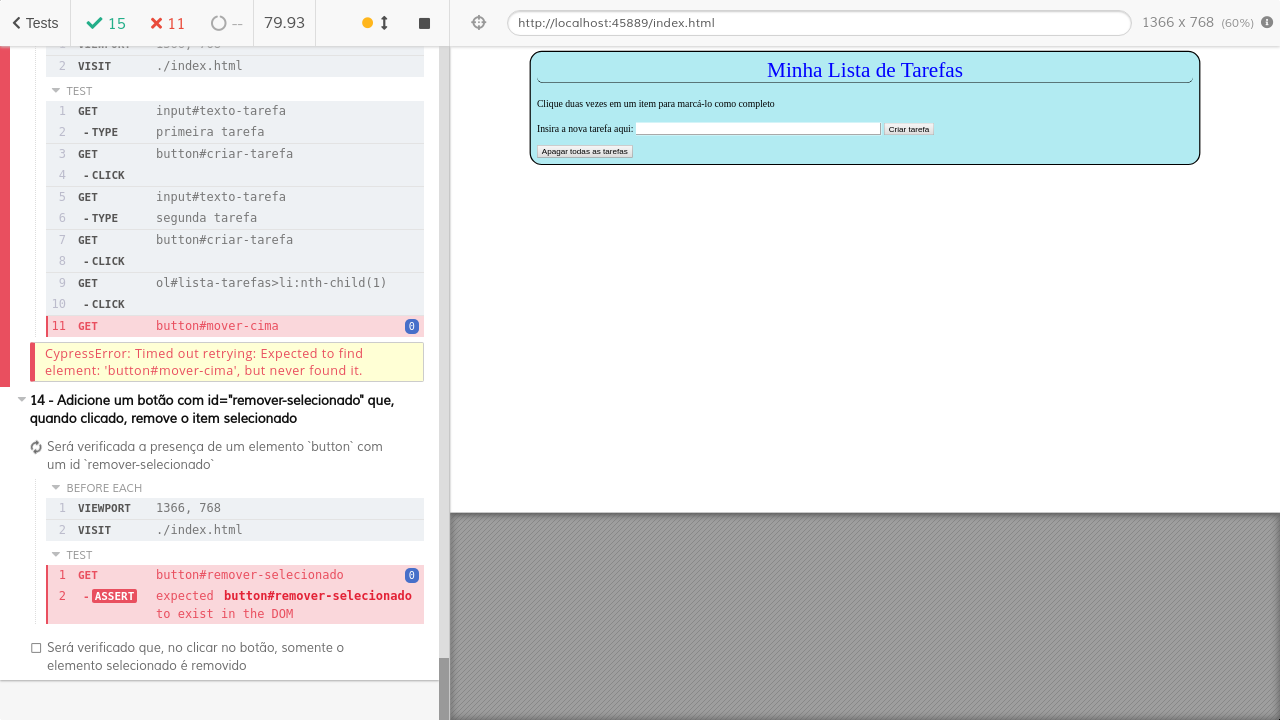 Tests 15 11 -- 79.93
http://localhost:45889/index.html 1366 x 768 (60%)
1 VIEWPORT 1366, 768
2 VISIT ./index.html
TEST
1 GET input#texto-tarefa
2 -TYPE primeira tarefa
3 GET button#criar-tarefa
4 -CLICK
5 GET input#texto-tarefa
6 -TYPE segunda tarefa
7 GET button#criar-tarefa
8 -CLICK
9 GET ol#lista-tarefas>li:nth-child(1)
10 -CLICK
11 GET button#mover-cima 0
CypressError: Timed out retrying: Expected to find
element: 'button#mover-cima', but never found it.
14 - Adicione um botão com id="remover-selecionado" que,
quando clicado, remove o item selecionado
Será verificada a presença de um elemento `button` com
um id `remover-selecionado`
BEFORE EACH
1 VIEWPORT 1366, 768
2 VISIT ./index.html
TEST
1 GET button#remover-selecionado 0
2 -ASSERT expected button#remover-selecionado
to exist in the DOM
Será verificado que, no clicar no botão, somente o
elemento selecionado é removido
Minha Lista de Tarefas
Clique duas vezes em um item para marcá-lo como completo
Insira a nova tarefa aqui: Criar tarefa
Apagar todas as tarefas